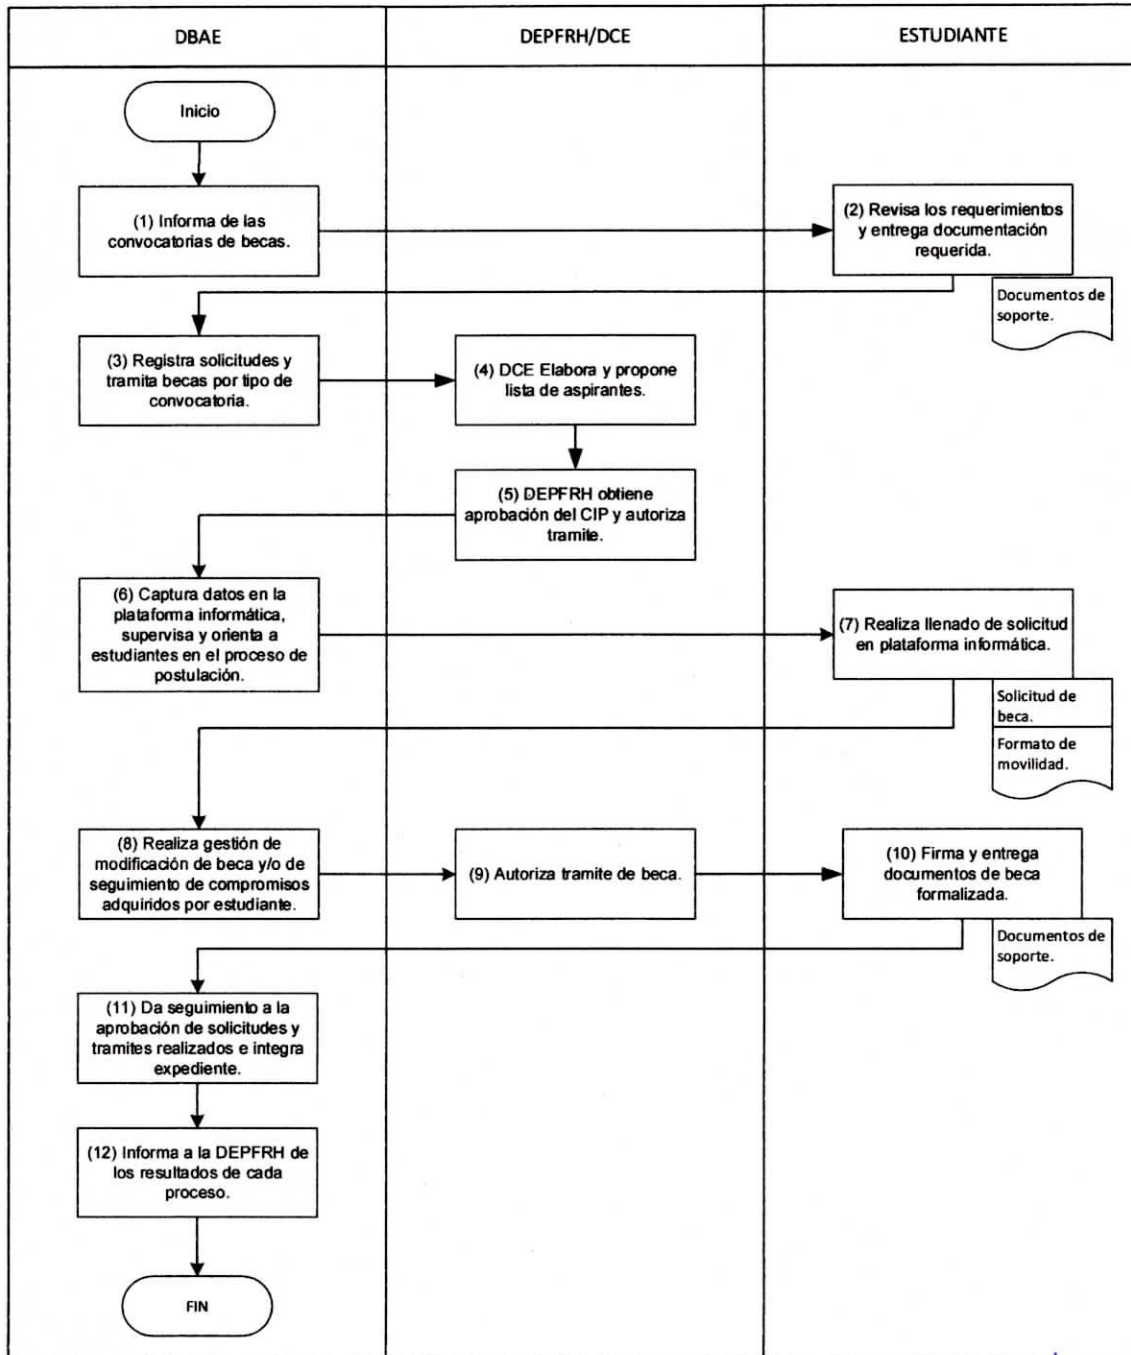 DBAE
DEPFRH/DCE
ESTUDIANTE
Inicio
(1) Informa de las
convocatorias de becas.
(2) Revisa los requerimientos
y entrega documentación
requerida.
Documentos de
soporte.
(3) Registra solicitudes y
tramita becas por tipo de
convocatoria.
(4) DCE Elabora y propone
lista de aspirantes.
(5) DEPFRH obtiene
aprobación del CIP y autoriza
tramite.
(6) Captura datos en la
plataforma informática,
supervisa y orienta a
estudiantes en el proceso de
postulación.
(7) Realiza llenado de solicitud
en plataforma informática.
Solicitud de
beca.
Formato de
movilidad.
(8) Realiza gestión de
modificación de beca y/o de
seguimiento de compromisos
adquiridos por estudiante.
(9) Autoriza tramite de beca.
(10) Firma y entrega
documentos de beca
formalizada.
Documentos de
soporte.
(11) Da seguimiento a la
aprobación de solicitudes y
tramites realizados e integra
expediente.
(12) Informa a la DEPFRH de
los resultados de cada
proceso.
FIN